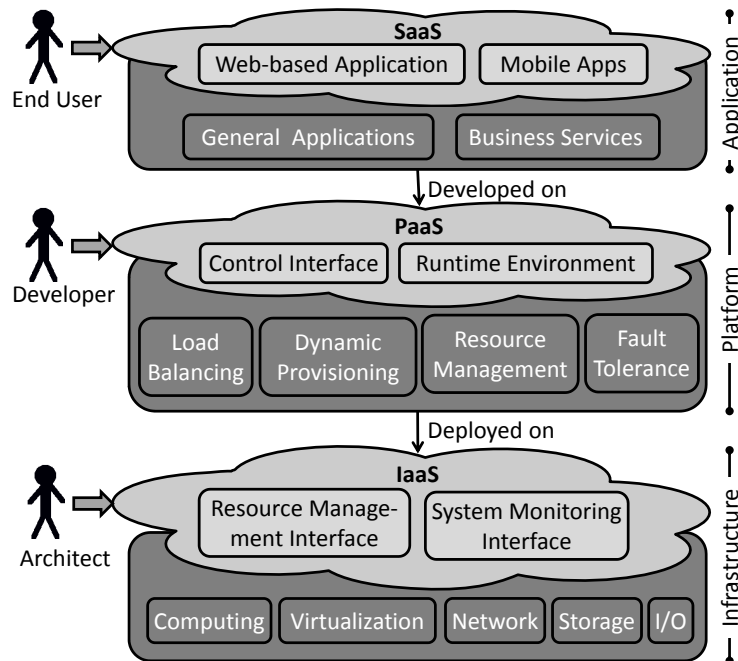 SaaS
Web-based Application
Mobile Apps
End User
General Applications
Business Services
Application
Developed on
PaaS
Control Interface
Runtime Environment
Developer
Load
Balancing
Dynamic
Provisioning
Resource
Management
Fault
Tolerance
Platform
Deployed on
IaaS
Resource Manage-
ment Interface
System Monitoring
Interface
Architect
Computing
Virtualization
Network
Storage
I/O
Infrastructure